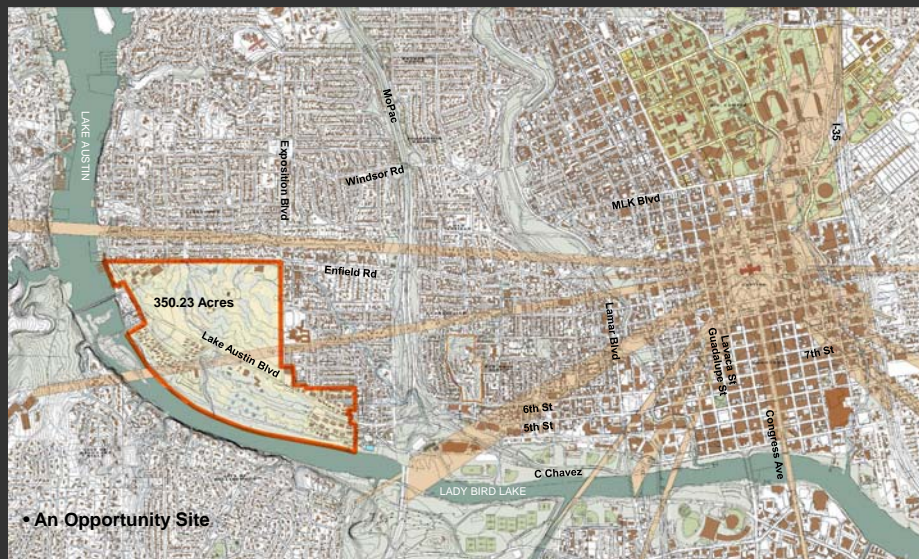 LAKE AUSTIN
MoPac
I-35
Exposition Blvd
Windsor Rd
MLK Blvd
Enfield Rd
350.23 Acres
Lake Austin Blvd
Lamar Blvd
Lavaca St
Guadalupe St
7th St
6th St
5th St
Congress Ave
C Chavez
LADY BIRD LAKE
• An Opportunity Site